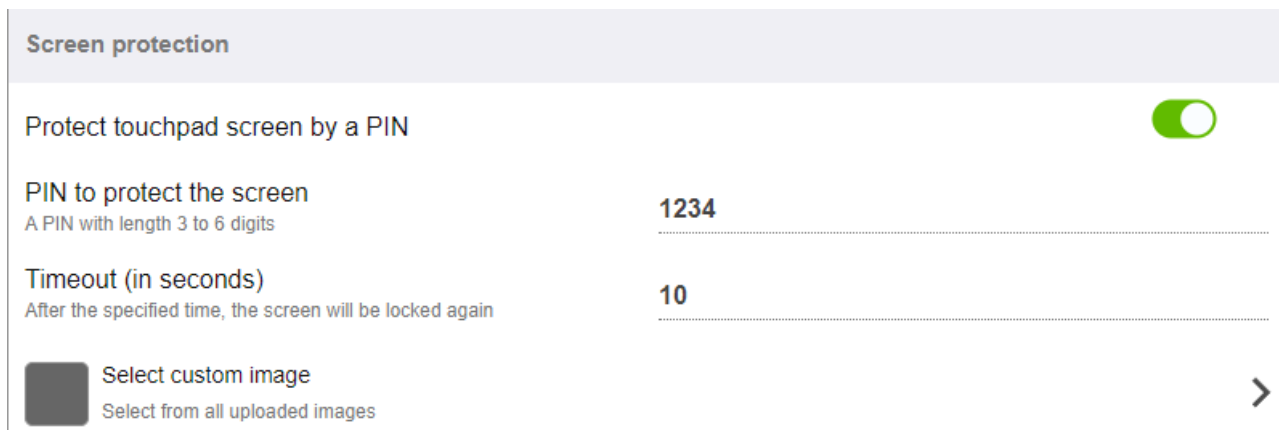 Screen protection
Protect touchpad screen by a PIN
PIN to protect the screen
A PIN with length 3 to 6 digits
1234
Timeout (in seconds)
After the specified time, the screen will be locked again
10
Select custom image
Select from all uploaded images